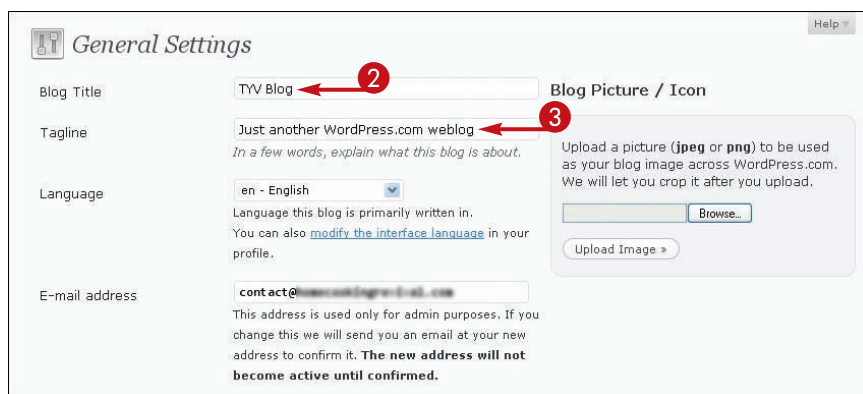 Help
General Settings
Blog Title
TYV Blog
2
Tagline
Just another WordPress.com weblog
3
In a few words, explain what this blog is about.
Language
en - English
Language this blog is primarily written in.
You can also modify the interface language in your
profile.
E-mail address
contact@
This address is used only for admin purposes. If you
change this we will send you an email at your new
address to confirm it. The new address will not
become active until confirmed.
Blog Picture / Icon
Upload a picture (jpeg or png) to be used
as your blog image across WordPress.com.
We will let you crop it after you upload.
Browse...
Upload Image »